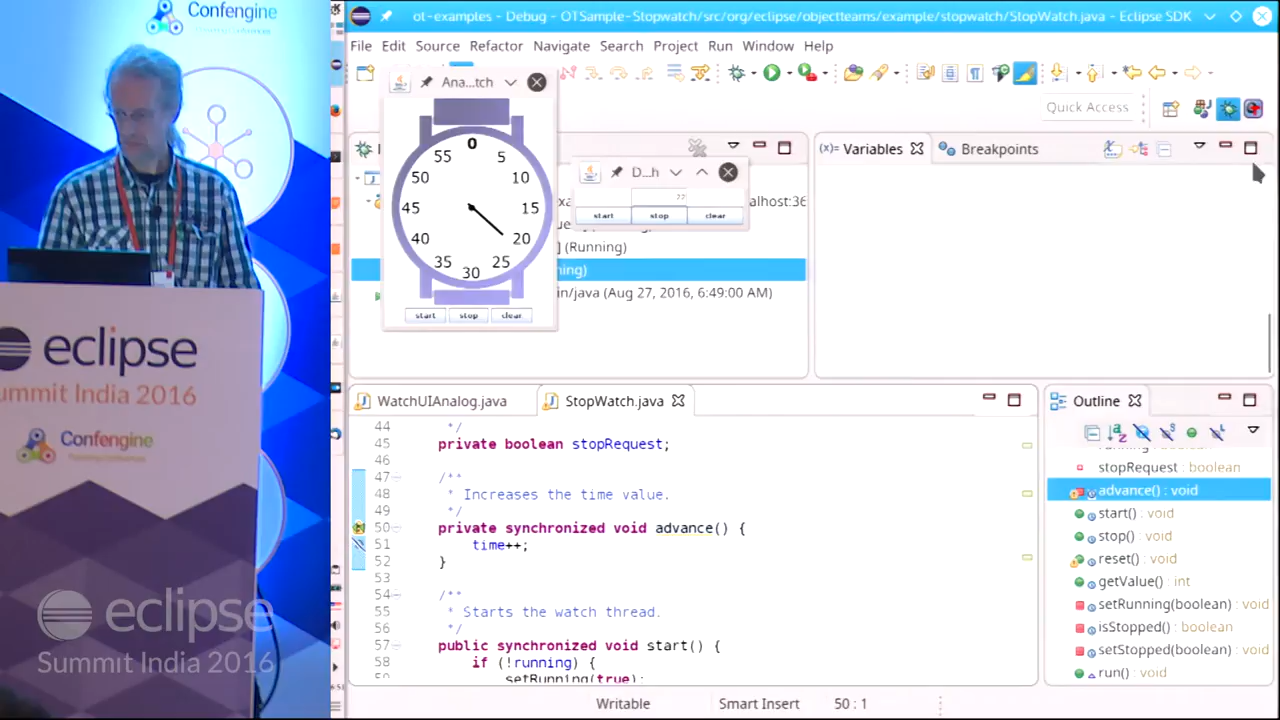 Confengine
eclipse
ummit India 2016
Confengine
eclipse
Summit India 2016
ot-examples - Debug - OTSample-Stopwatch/src/org/eclipse/objectteams/example/stopwatch/StopWatch.java - Eclipse SDK
File Edit Source Refactor Navigate Search Project Run Window Help
Quick Access
Ana...tch
0
55 5
50 10
45 15
40 20
35 25
30
start stop clear
D...h
22
start stop clear
alhost:36
] (Running)
ning)
in/java (Aug 27, 2016, 6:49:00 AM)
(x)= Variables Breakpoints
WatchUIAnalog.java StopWatch.java
44 */
45 private boolean stopRequest;
46
47 /**
48 * Increases the time value.
49 */
50 private synchronized void advance() {
51 time++;
52 }
53
54 /**
55 * Starts the watch thread.
56 */
57 public synchronized void start() {
58 if (!running) {
setRunning(true);
Outline
stopRequest : boolean
advance() : void
start() : void
stop() : void
reset() : void
getValue() : int
setRunning(boolean) : void
isStopped() : boolean
setStopped(boolean) : void
run() : void
Writable Smart Insert 50 : 1